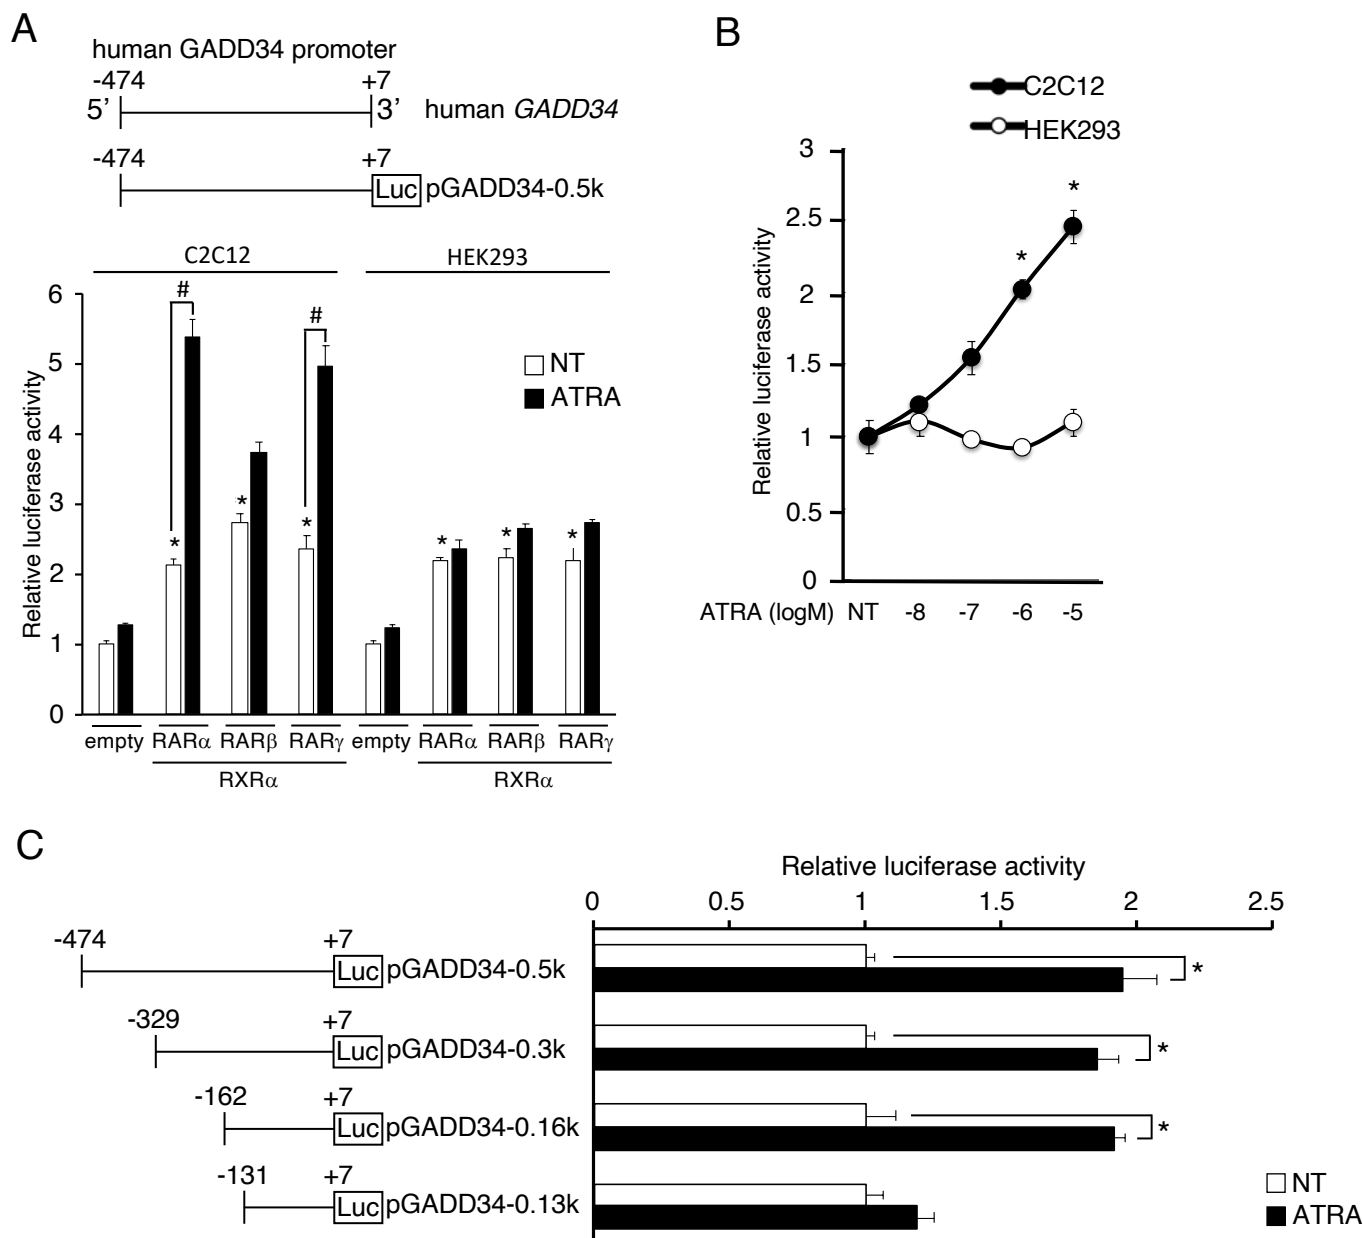 A
human GADD34 promoter
-474 +7
5’ 3’ human GADD34
-474 +7
Luc pGADD34-0.5k
C2C12 HEK293
Relative luciferase activity
6
5
4
3
2
1
0
# #
* * * * * *
NT
ATRA
empty RARα RARβ RARγ empty RARα RARβ RARγ
RXRα RXRα
B
C2C12
HEK293
Relative luciferase activity
3
2.5
2
1.5
1
0.5
0
* *
ATRA (logM) NT -8 -7 -6 -5
C
Relative luciferase activity
0 0.5 1 1.5 2 2.5
-474 +7
Luc pGADD34-0.5k *
-329 +7
Luc pGADD34-0.3k *
-162 +7
Luc pGADD34-0.16k *
-131 +7
Luc pGADD34-0.13k
NT
ATRA